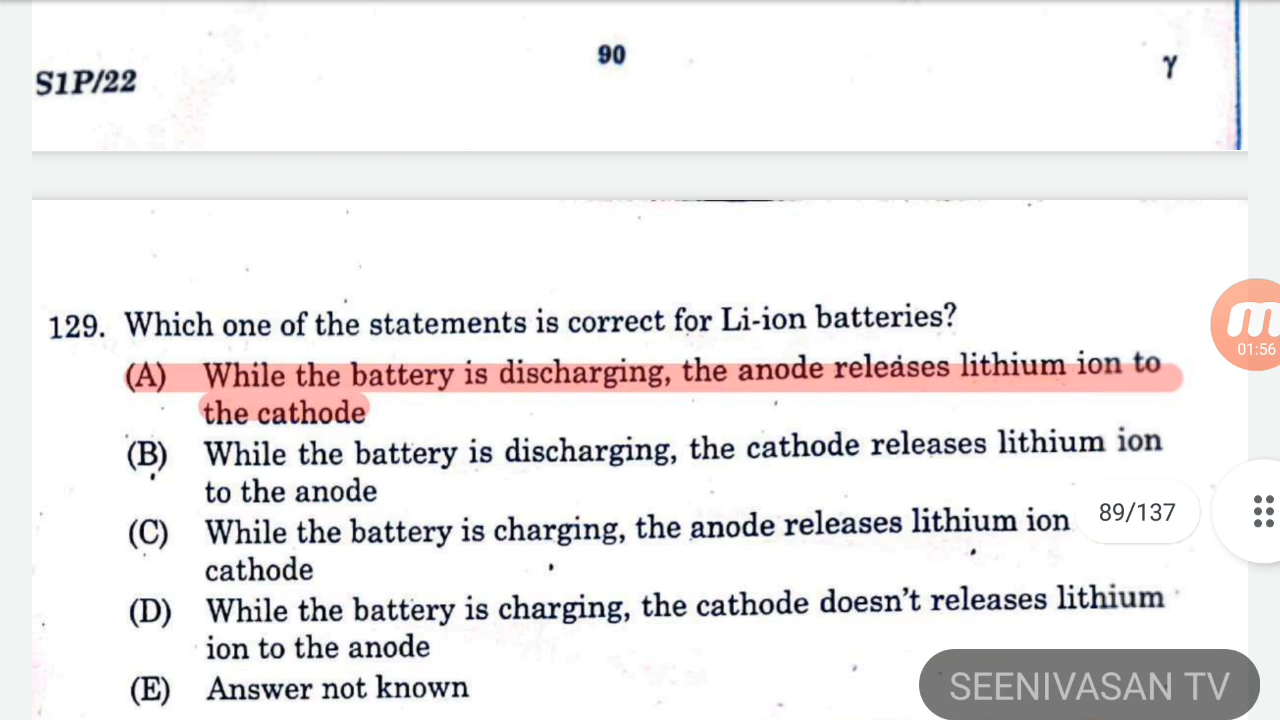 90
S1P/22
γ
129. Which one of the statements is correct for Li-ion batteries?
01:56
(A) While the battery is discharging, the anode releases lithium ion to
the cathode
(B) While the battery is discharging, the cathode releases lithium ion
to the anode
(C) While the battery is charging, the anode releases lithium ion
89/137
cathode
(D) While the battery is charging, the cathode doesn't releases lithium
ion to the anode
(E) Answer not known
SEENIVASAN TV